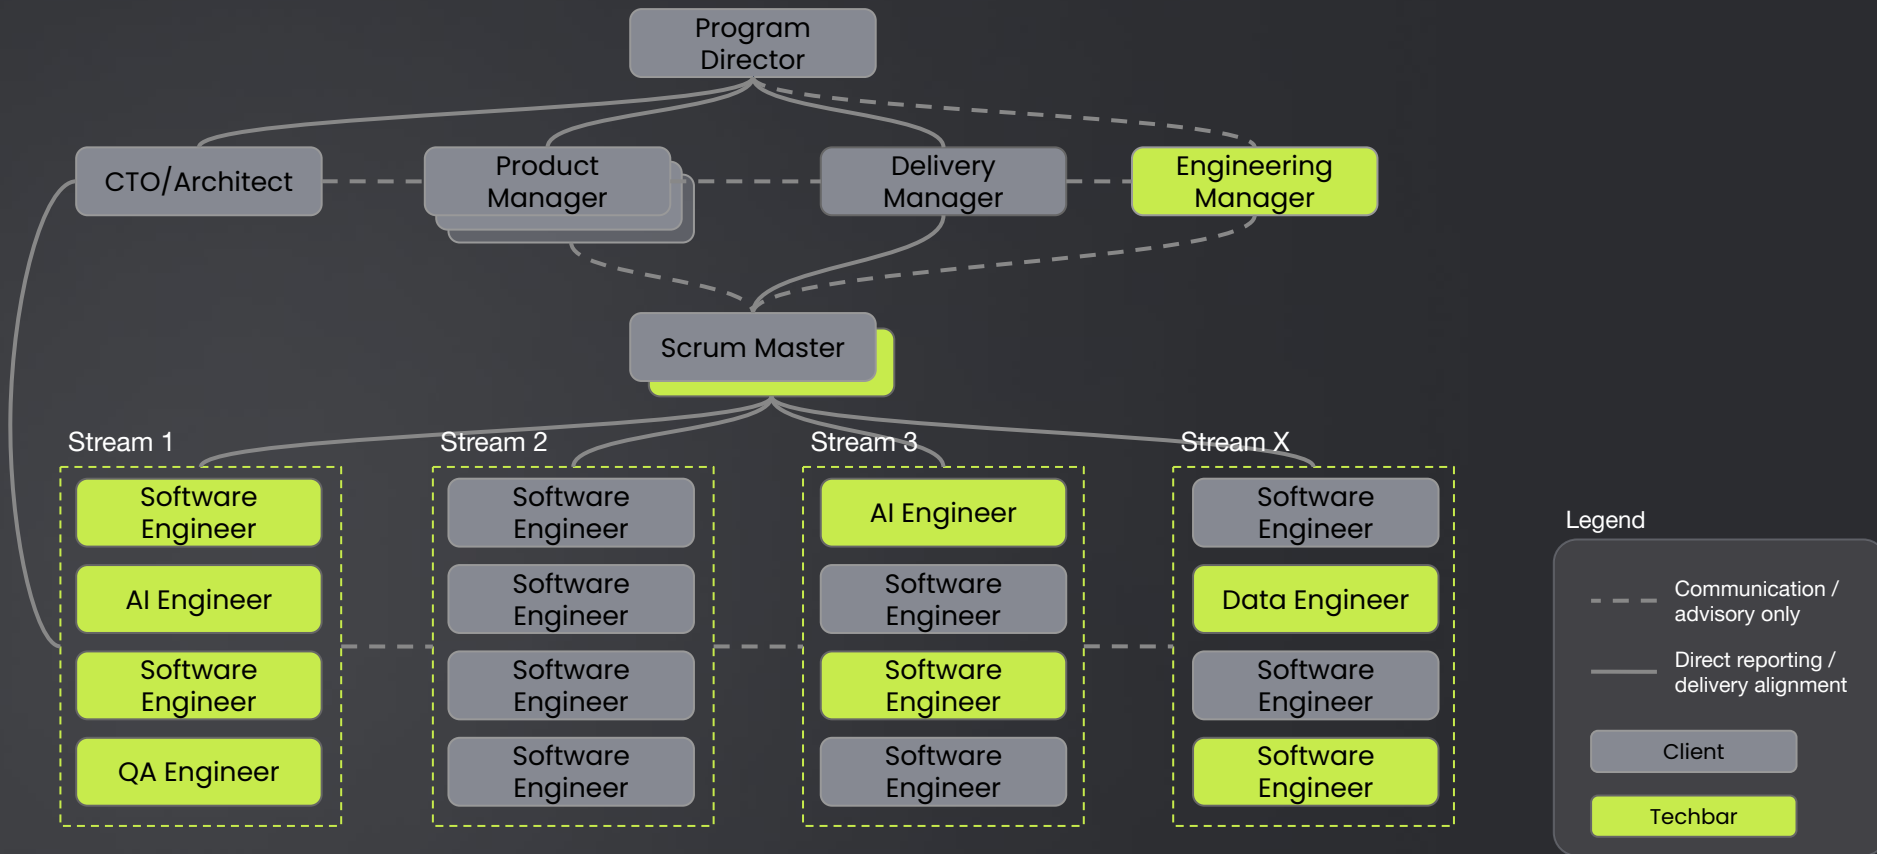 Program
Director
CTO/Architect
Product
Manager
Delivery
Manager
Engineering
Manager
Scrum Master
Stream 1
Stream 2
Stream 3
Stream X
Software
Engineer
AI Engineer
Software
Engineer
QA Engineer
Software
Engineer
Software
Engineer
Software
Engineer
Software
Engineer
AI Engineer
Software
Engineer
Software
Engineer
Software
Engineer
Software
Engineer
Data Engineer
Software
Engineer
Software
Engineer
Legend
Communication /
advisory only
Direct reporting /
delivery alignment
Client
Techbar